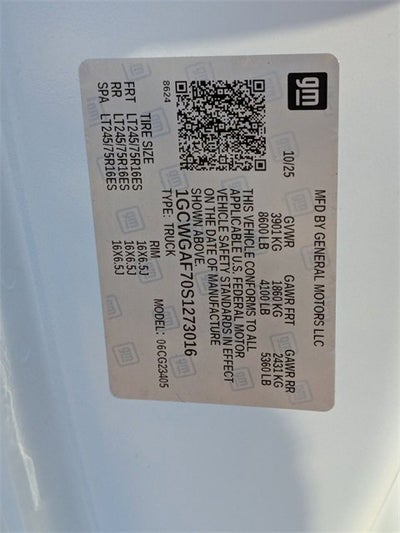 gm
MFD BY GENERAL MOTORS LLC
10/25 GVWR GAWR FRT GAWR RR
3901 KG 1860 KG 2431 KG
8600 LB 4100 LB 5360 LB
THIS VEHICLE CONFORMS TO ALL
APPLICABLE U.S. FEDERAL MOTOR
VEHICLE SAFETY STANDARDS IN EFFECT
ON THE DATE OF MANUFACTURE
SHOWN ABOVE.
1GCWGAF70S1273016
TYPE: TRUCK MODEL: 06CG23405
8624
TIRE SIZE RIM
FRT LT245/75R16ES 16X6.5J
RR LT245/75R16ES 16X6.5J
SPA LT245/75R16ES 16X6.5J